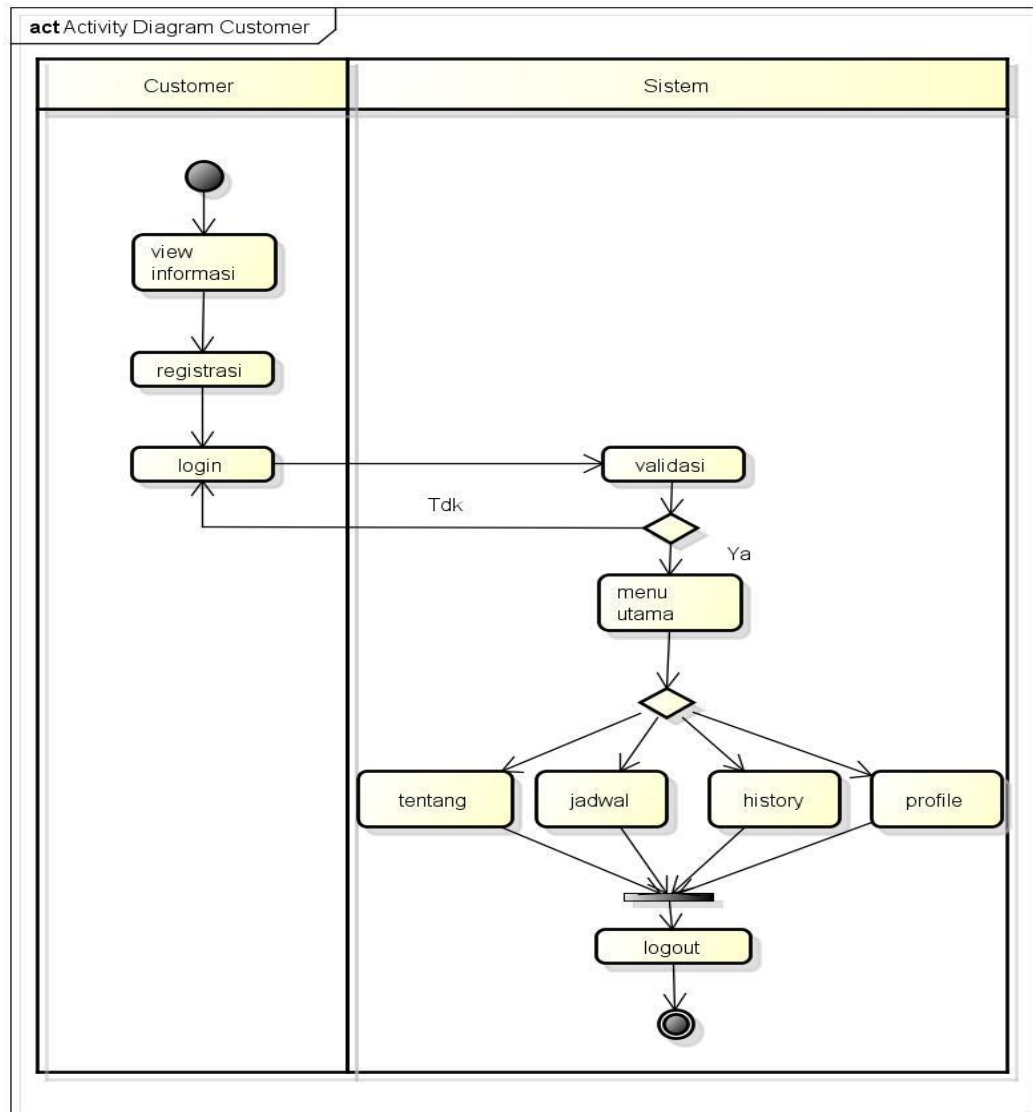 act Activity Diagram Customer
Customer
Sistem
view
informasi
registrasi
login
validasi
Tdk
Ya
menu
utama
tentang
jadwal
history
profile
logout